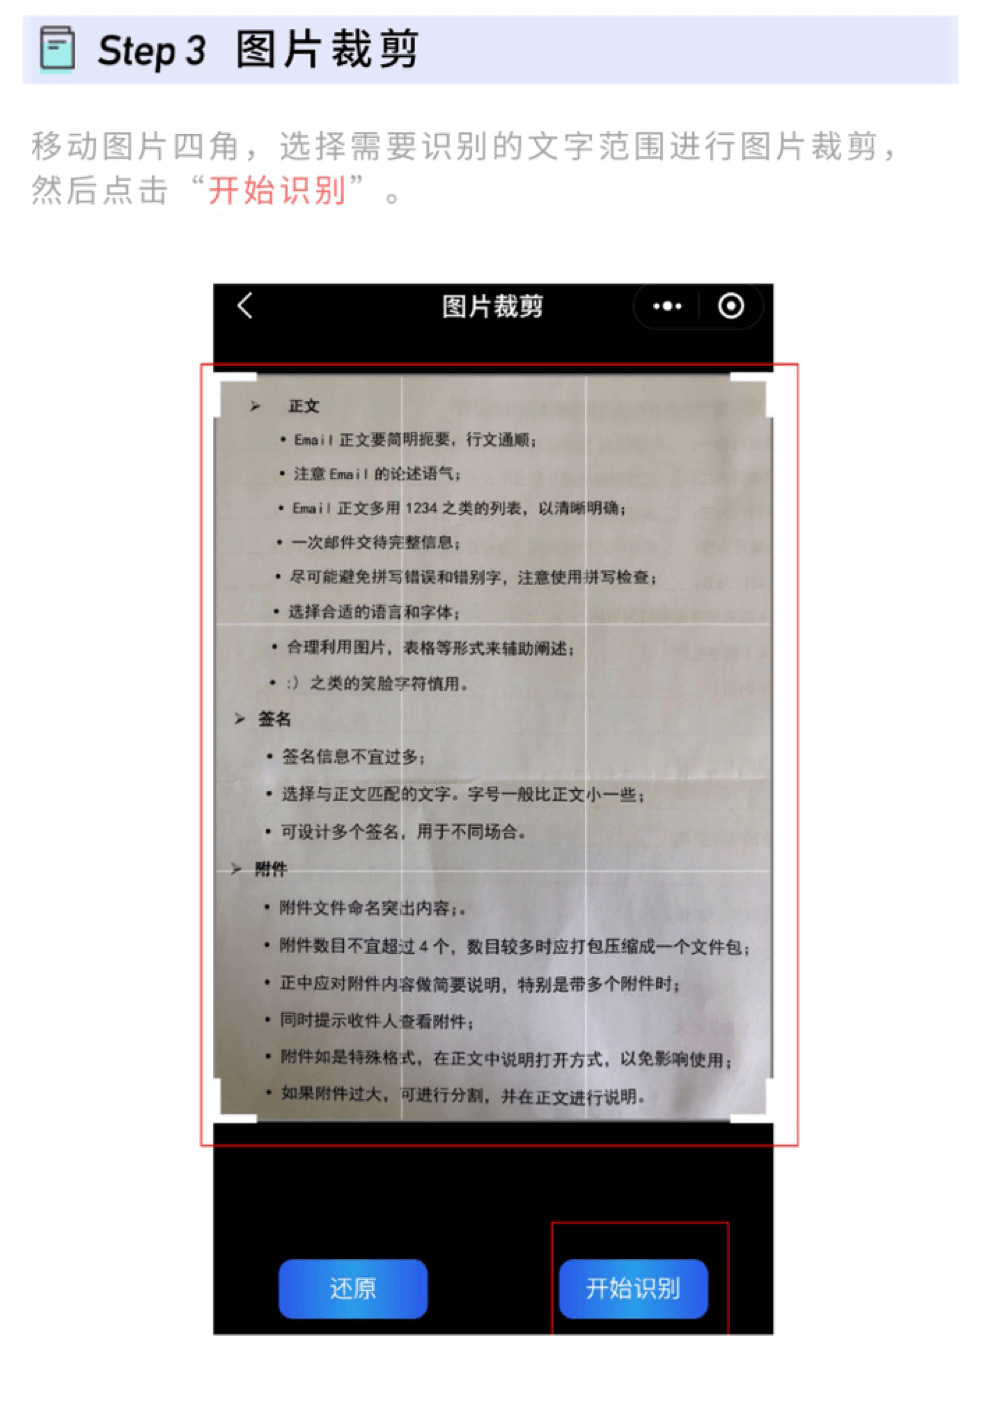 Step 3 图片裁剪
移动图片四角，选择需要识别的文字范围进行图片裁剪，
然后点击“开始识别”。
图片裁剪
➢ 正文
• Email 正文要简明扼要，行文通顺；
• 注意 Email 的论述语气；
• Email 正文多用 1234 之类的列表，以清晰明确；
• 一次邮件交待完整信息；
• 尽可能避免拼写错误和错别字，注意使用拼写检查；
• 选择合适的语言和字体；
• 合理利用图片，表格等形式来辅助阐述；
• :）之类的笑脸字符慎用。
➢ 签名
• 签名信息不宜过多；
• 选择与正文匹配的文字。字号一般比正文小一些；
• 可设计多个签名，用于不同场合。
➢ 附件
• 附件文件命名突出内容；。
• 附件数目不宜超过 4 个，数目较多时应打包压缩成一个文件包；
• 正中应对附件内容做简要说明，特别是带多个附件时；
• 同时提示收件人查看附件；
• 附件如是特殊格式，在正文中说明打开方式，以免影响使用；
• 如果附件过大，可进行分割，并在正文进行说明。
还原 开始识别